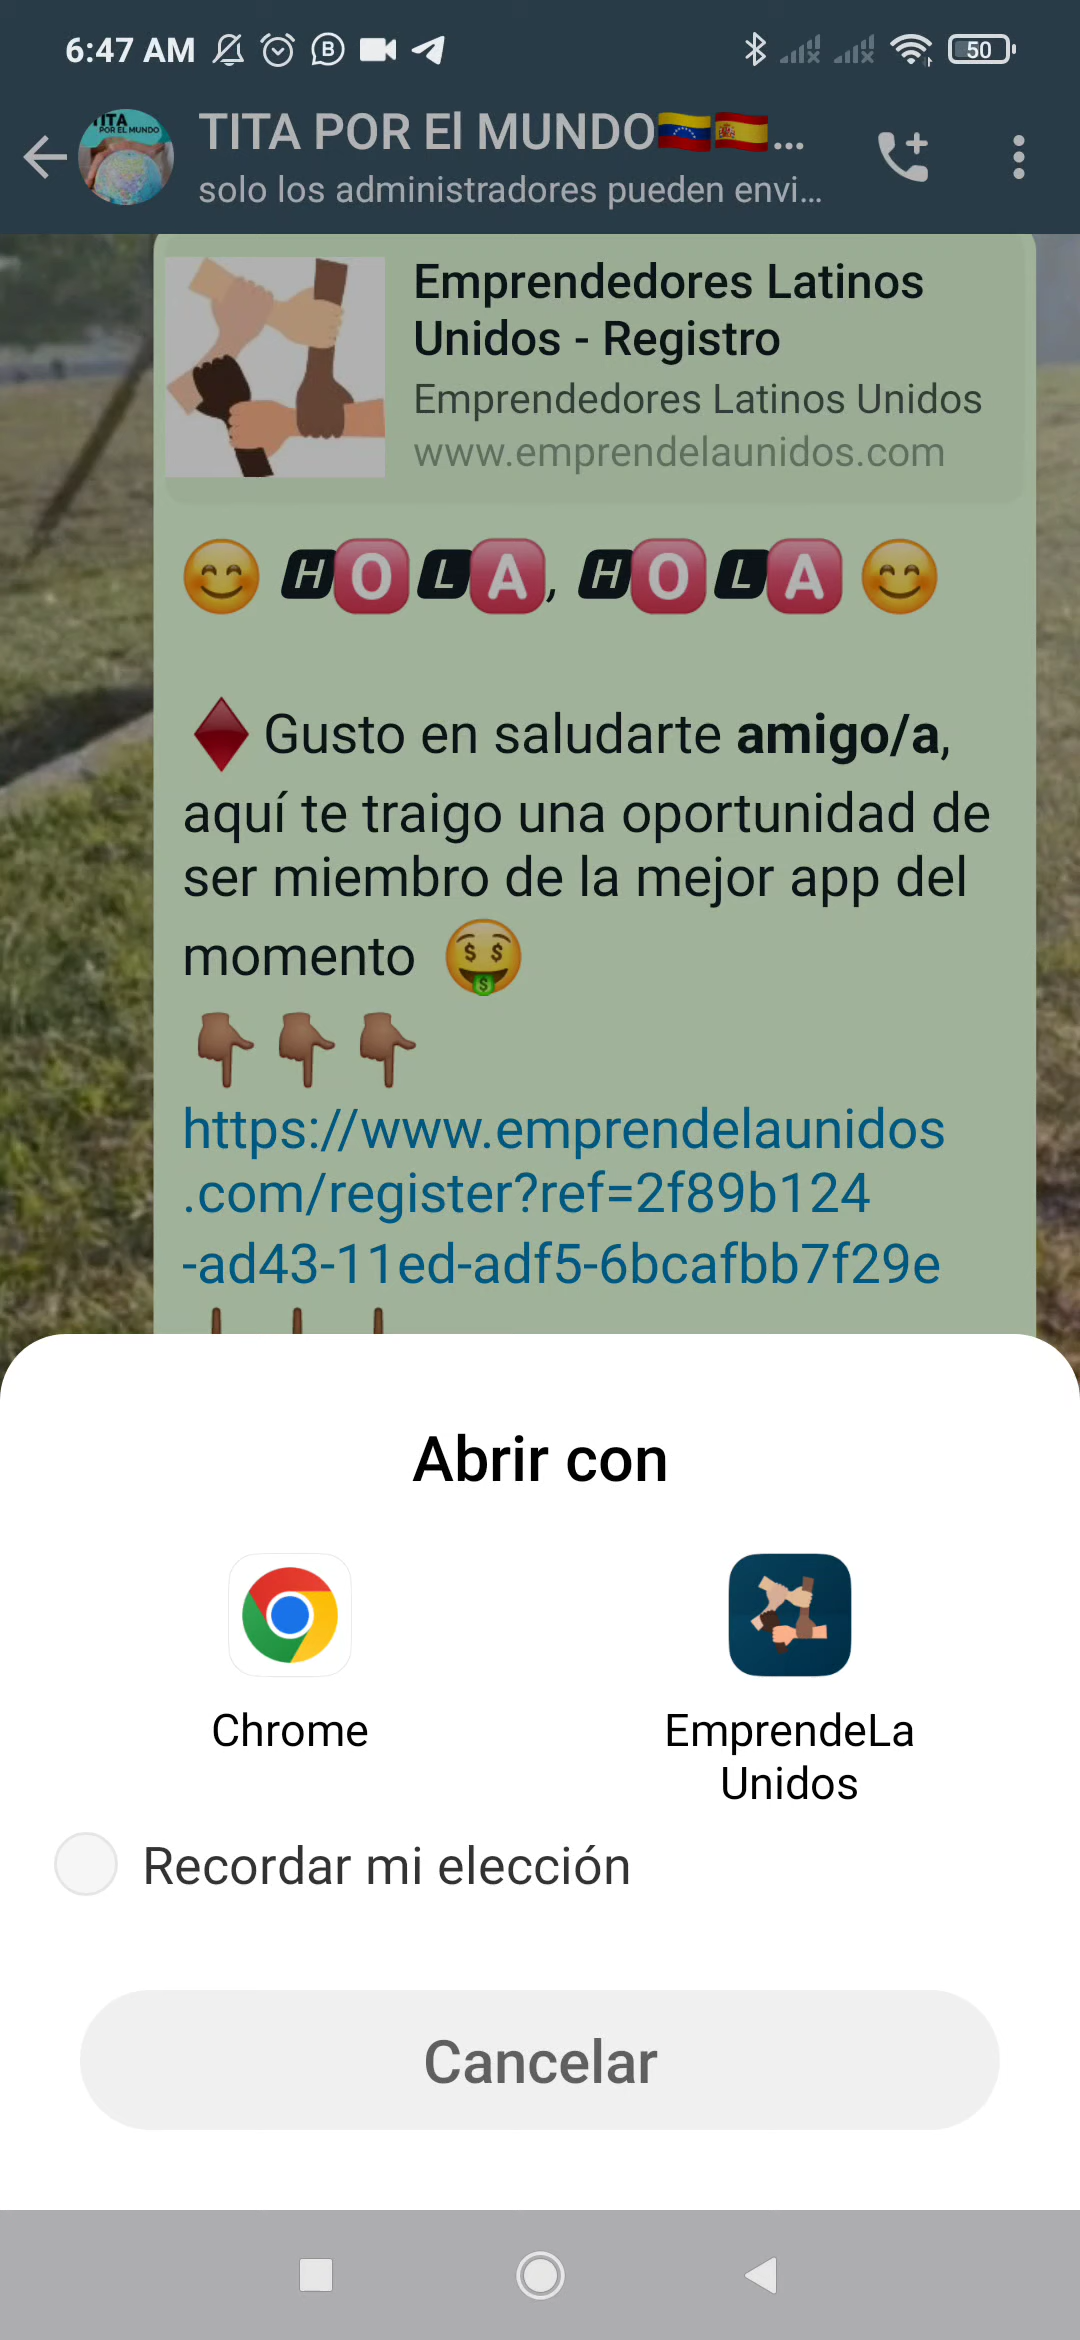 6:47 AM
50
TITA POR El MUNDO🇻🇪🇪🇸...
solo los administradores pueden envi...
TITA
POR EL MUNDO
Emprendedores Latinos
Unidos - Registro
Emprendedores Latinos Unidos
www.emprendelaunidos.com
😊 HOLA, HOLA 😊
♦️Gusto en saludarte amigo/a,
aquí te traigo una oportunidad de
ser miembro de la mejor app del
momento 🤑
👇🏾👇🏾👇🏾
https://www.emprendelaunidos
.com/register?ref=2f89b124
-ad43-11ed-adf5-6bcafbb7f29e
Abrir con
Chrome
EmprendeLa
Unidos
Recordar mi elección
Cancelar